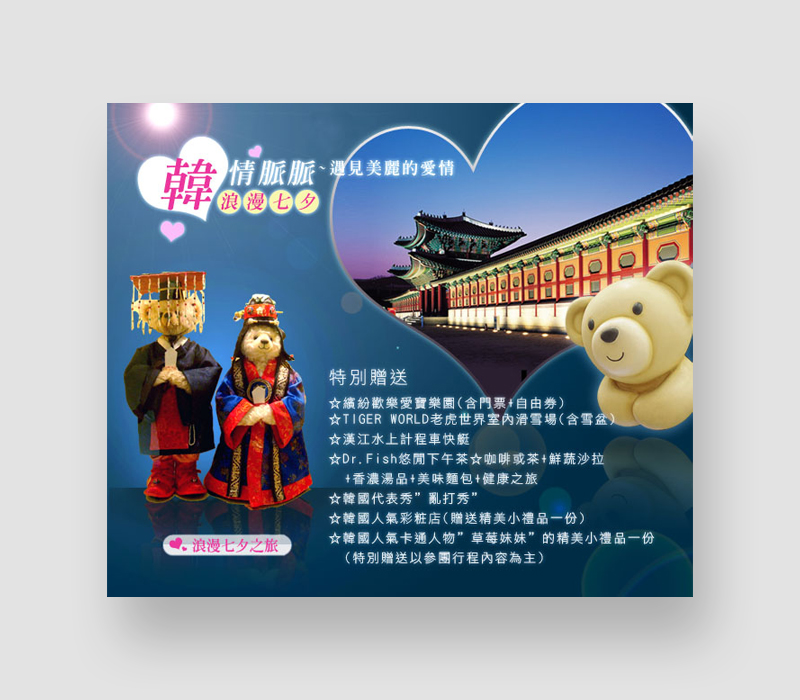 韓情脈脈~遇見美麗的愛情
浪漫七夕
特別贈送
☆繽紛歡樂愛寶樂園(含門票+自由券)
☆TIGER WORLD老虎世界室內滑雪場(含雪盆)
☆漢江水上計程車快艇
☆Dr.Fish悠閒下午茶☆咖啡或茶+鮮蔬沙拉
+香濃湯品+美味麵包+健康之旅
☆韓國代表秀”亂打秀”
☆韓國人氣彩粧店(贈送精美小禮品一份)
☆韓國人氣卡通人物”草莓妹妹”的精美小禮品一份
(特別贈送以參團行程內容為主)
浪漫七夕之旅